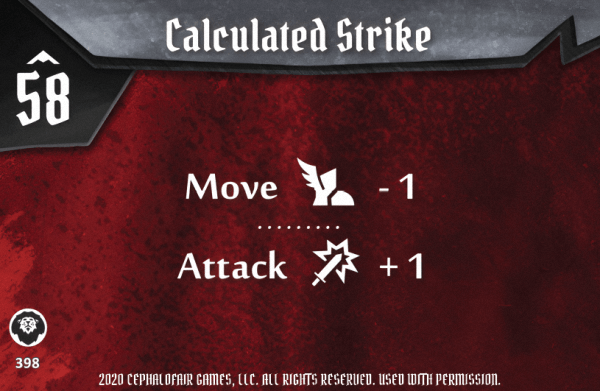 Calculated Strike
58
Move - 1
Attack + 1
398
2020 CEPHALOFAIR GAMES, LLC. ALL RIGHTS RESERVED. USED WITH PERMISSION.